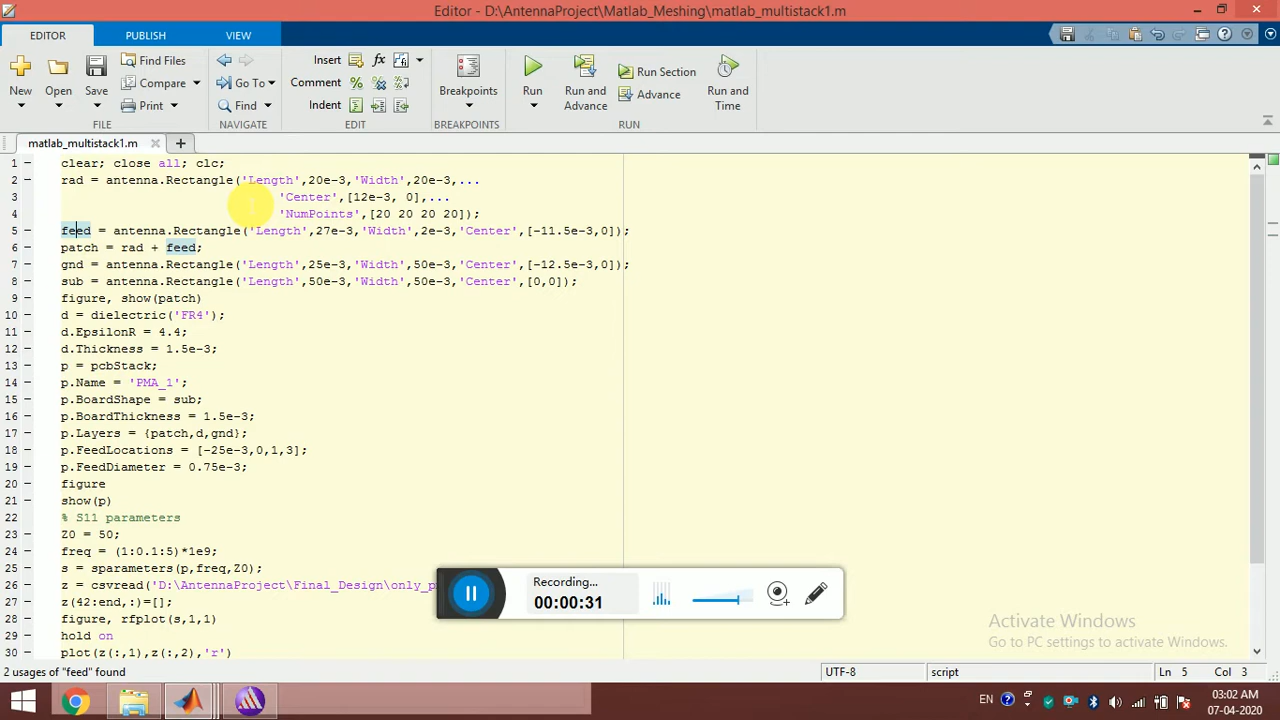 Editor - D:\AntennaProject\Matlab_Meshing\matlab_multistack1.m
EDITOR PUBLISH VIEW
New Open Save Find Files Compare Print
Go To Find
Insert Comment Indent
Breakpoints
Run Run and Advance Run Section Advance Run and Time
FILE NAVIGATE EDIT BREAKPOINTS RUN
matlab_multistack1.m
1 clear; close all; clc;
2 rad = antenna.Rectangle('Length',20e-3,'Width',20e-3,...
3 'Center',[12e-3, 0],...
4 'NumPoints',[20 20 20 20]);
5 feed = antenna.Rectangle('Length',27e-3,'Width',2e-3,'Center',[-11.5e-3,0]);
6 patch = rad + feed;
7 gnd = antenna.Rectangle('Length',25e-3,'Width',50e-3,'Center',[-12.5e-3,0]);
8 sub = antenna.Rectangle('Length',50e-3,'Width',50e-3,'Center',[0,0]);
9 figure, show(patch)
10 d = dielectric('FR4');
11 d.EpsilonR = 4.4;
12 d.Thickness = 1.5e-3;
13 p = pcbStack;
14 p.Name = 'PMA_1';
15 p.BoardShape = sub;
16 p.BoardThickness = 1.5e-3;
17 p.Layers = {patch,d,gnd};
18 p.FeedLocations = [-25e-3,0,1,3];
19 p.FeedDiameter = 0.75e-3;
20 figure
21 show(p)
22 % S11 parameters
23 Z0 = 50;
24 freq = (1:0.1:5)*1e9;
25 s = sparameters(p,freq,Z0);
26 z = csvread('D:\AntennaProject\Final_Design\only_p
27 z(42:end,:)=[];
28 figure, rfplot(s,1,1)
29 hold on
30 plot(z(:,1),z(:,2),'r')
Recording...
00:00:31
Activate Windows
Go to PC settings to activate Windows.
2 usages of "feed" found UTF-8 script Ln 5 Col 3
EN 03:02 AM
07-04-2020